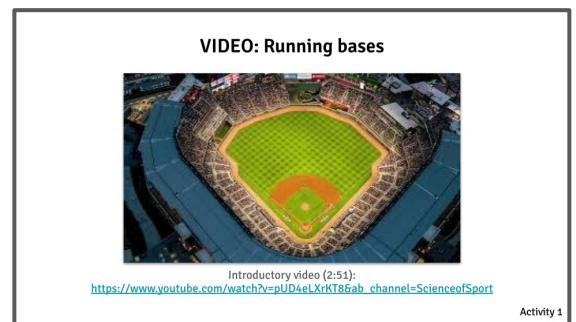 VIDEO: Running bases
Introductory video (2:51):
https://www.youtube.com/watch?v=pUD4eLXrKT8&ab_channel=ScienceofSport
Activity 1